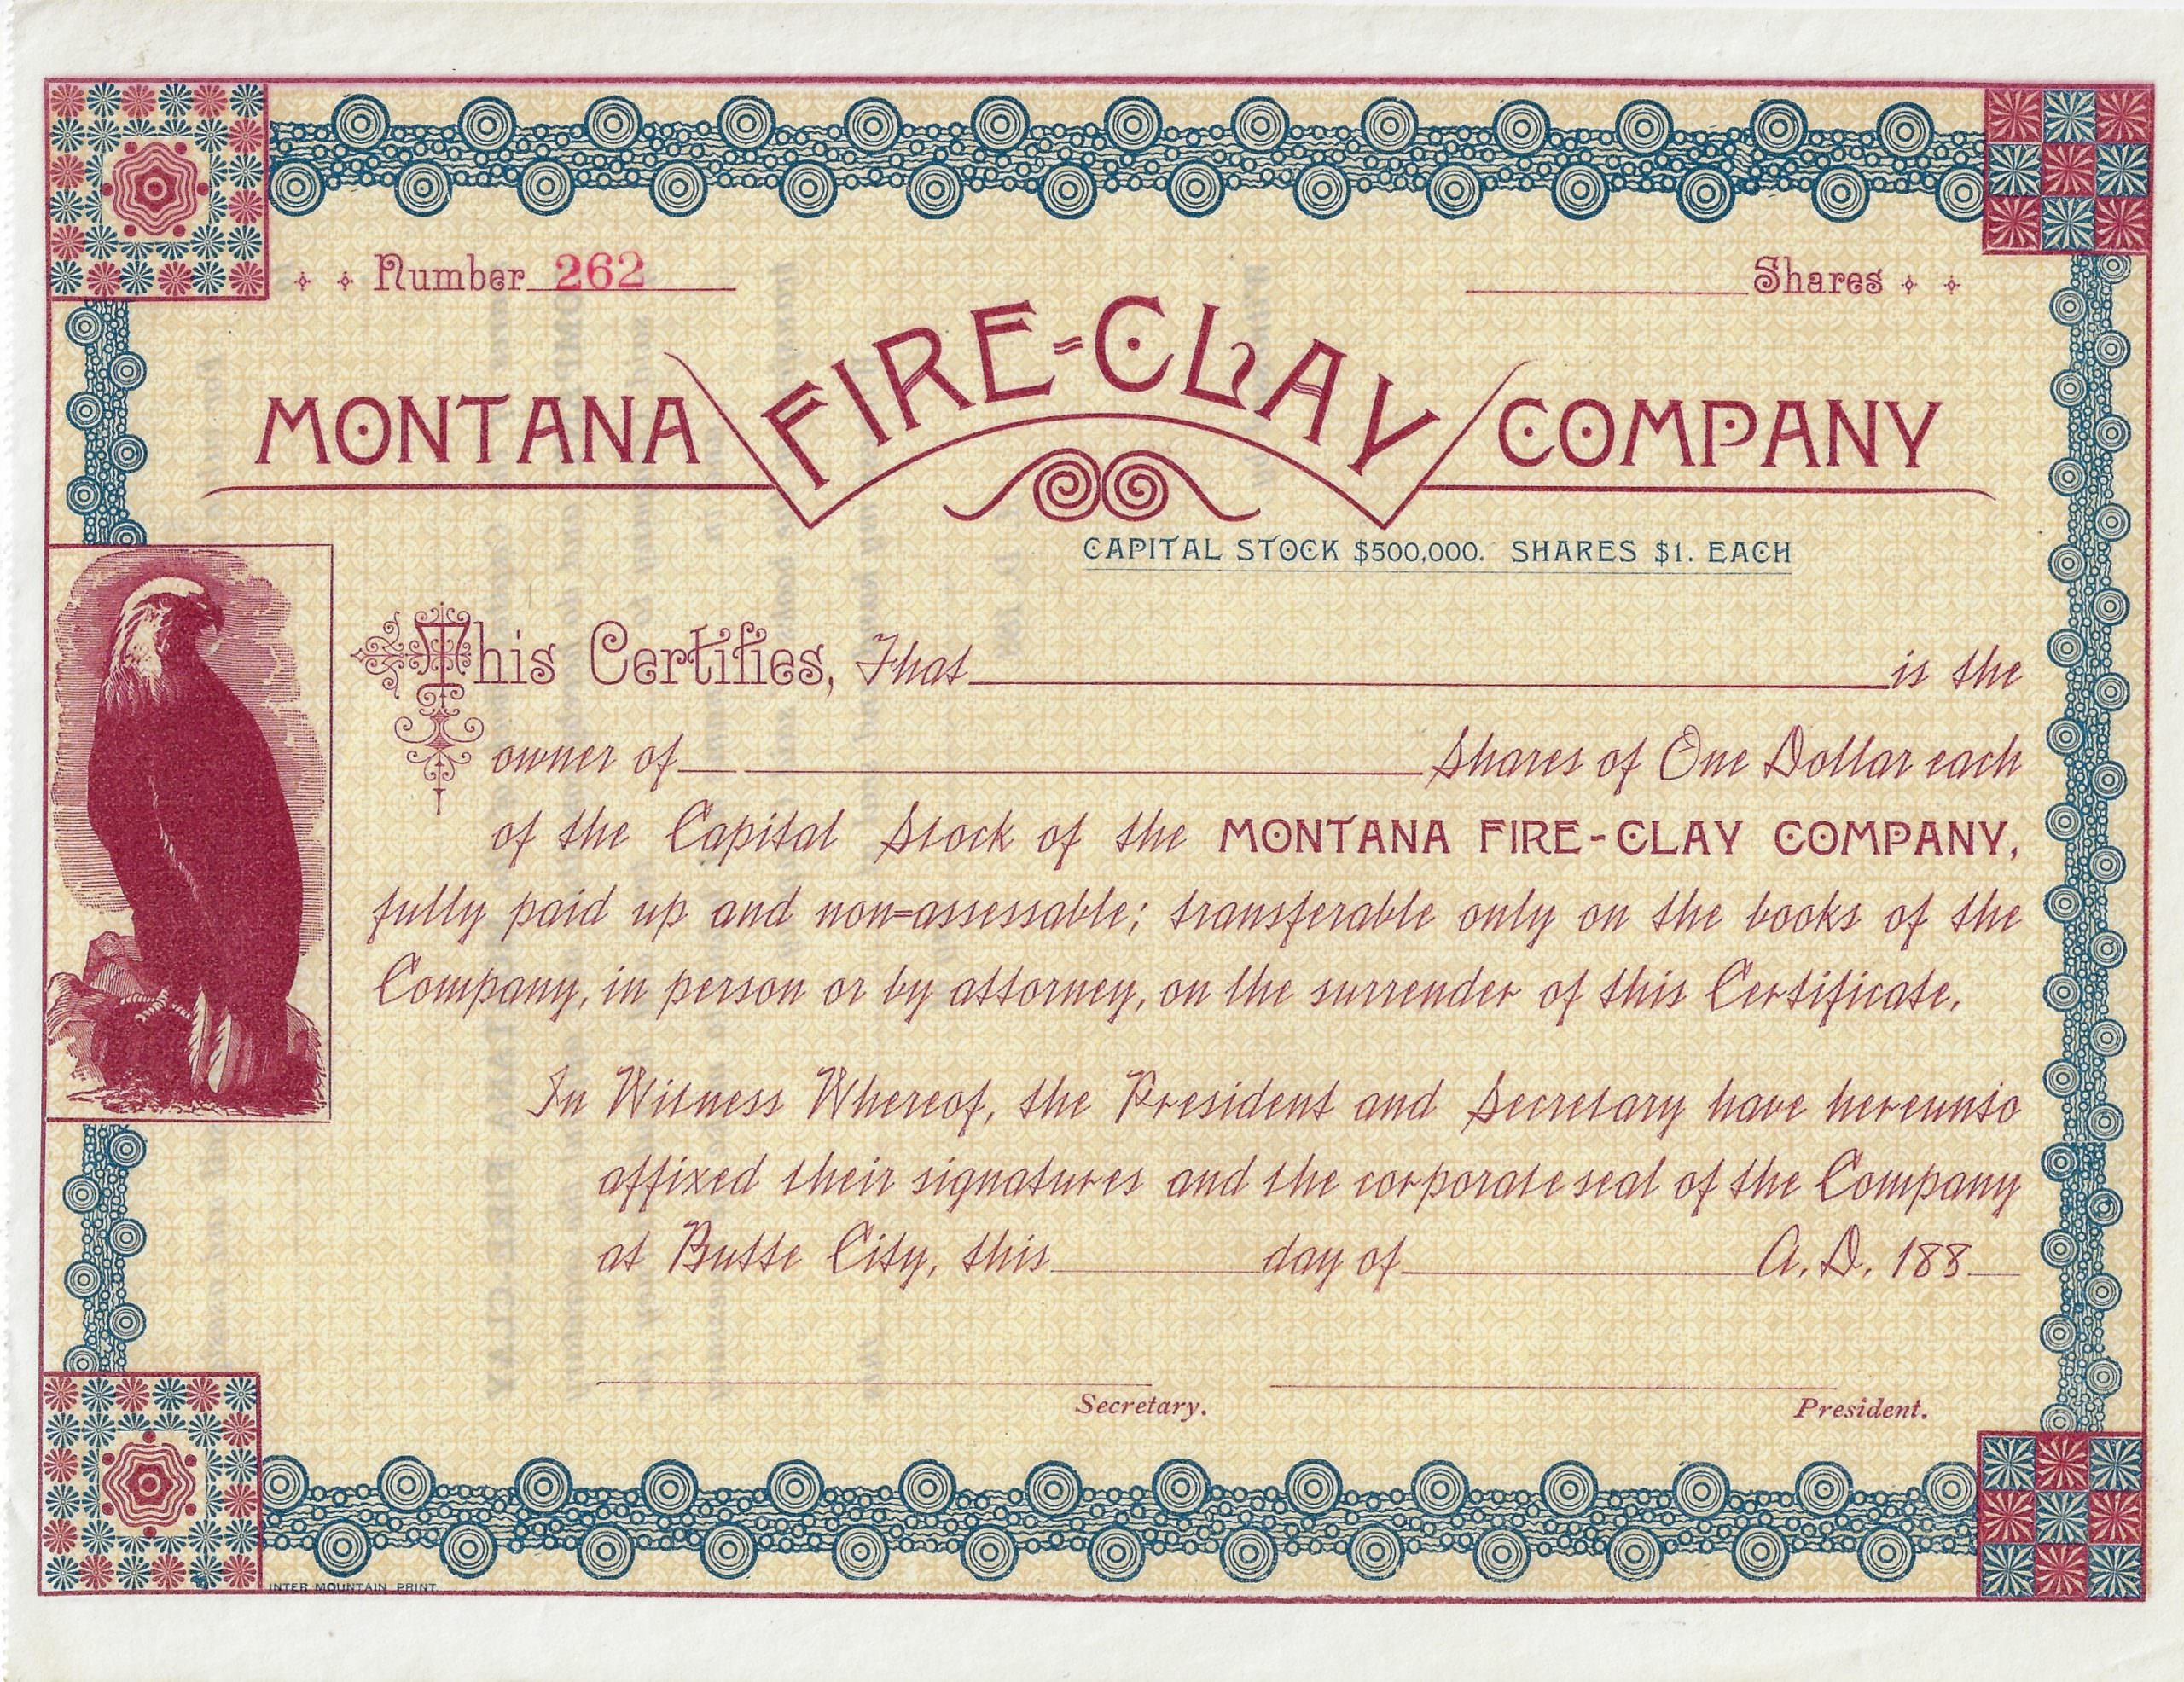 Number 262 Shares
MONTANA FIRE-CLAY COMPANY
CAPITAL STOCK $500,000. SHARES $1. EACH
This Certifies, That is the
owner of Shares of One Dollar each
of the Capital Stock of the MONTANA FIRE-CLAY COMPANY,
fully paid up and non-assessable; transferable only on the books of the
Company, in person or by attorney, on the surrender of this Certificate.
In Witness Whereof, the President and Secretary have hereunto
affixed their signatures and the corporate seal of the Company
at Butte City, this day of A. D. 188
Secretary. President.
INTER MOUNTAIN PRINT.